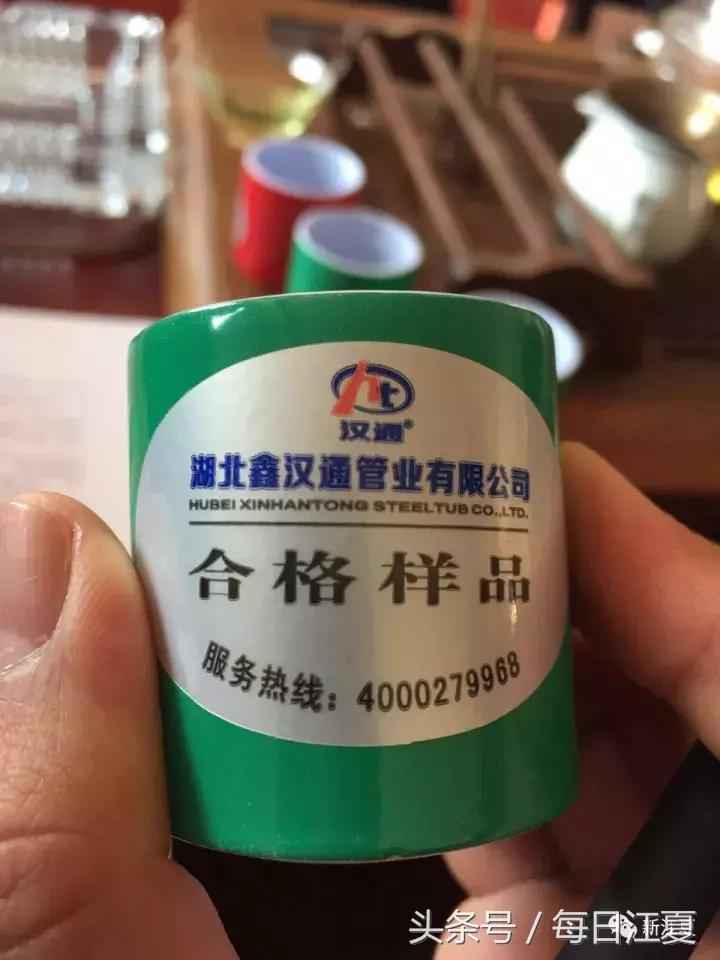 ht
汉通®
湖北鑫汉通管业有限公司
HUBEI XINHANTONG STEELTUB CO.,LTD.
合格样品
服务热线：4000279968
头条号 / 每日江夏